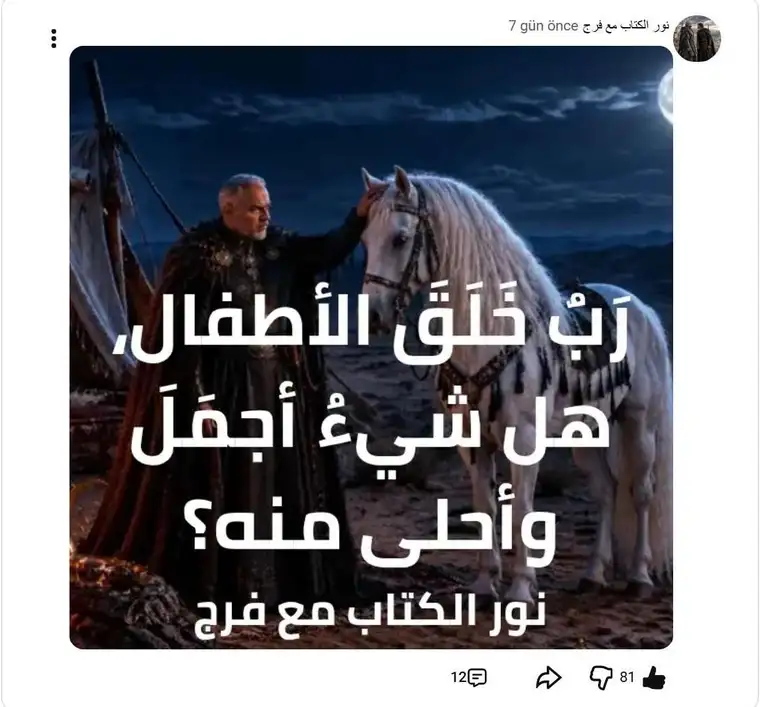 نور الكتاب مع فرج 7 gün önce
رَبُ خَلَقَ الأطفال,
هل شيءُ أجمَلَ
وأحلى منه؟
نور الكتاب مع فرج
81
12